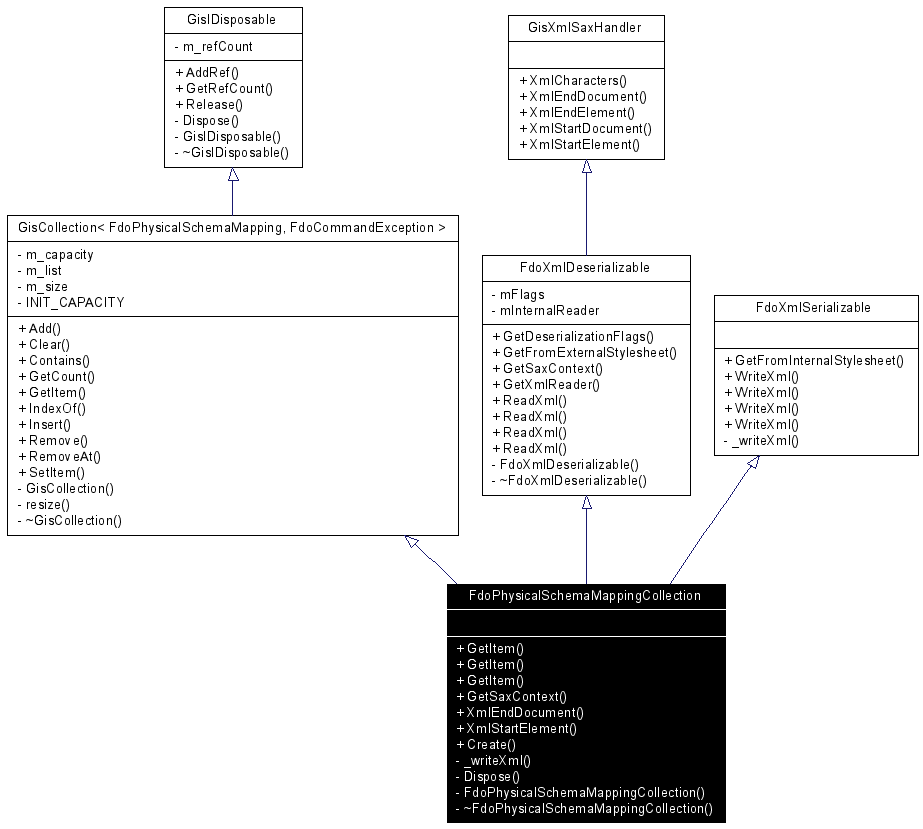 GisIDisposable
- m_refCount
+ AddRef()
+ GetRefCount()
+ Release()
- Dispose()
- GisIDisposable()
- ~GisIDisposable()
GisXmlSaxHandler
+ XmlCharacters()
+ XmlEndDocument()
+ XmlEndElement()
+ XmlStartDocument()
+ XmlStartElement()
GisCollection< FdoPhysicalSchemaMapping, FdoCommandException >
- m_capacity
- m_list
- m_size
- INIT_CAPACITY
+ Add()
+ Clear()
+ Contains()
+ GetCount()
+ GetItem()
+ IndexOf()
+ Insert()
+ Remove()
+ RemoveAt()
+ SetItem()
- GisCollection()
- resize()
- ~GisCollection()
FdoXmlDeserializable
- mFlags
- mInternalReader
+ GetDeserializationFlags()
+ GetFromExternalStylesheet()
+ GetSaxContext()
+ GetXmlReader()
+ ReadXml()
+ ReadXml()
+ ReadXml()
+ ReadXml()
- FdoXmlDeserializable()
- ~FdoXmlDeserializable()
FdoXmlSerializable
+ GetFromInternalStylesheet()
+ WriteXml()
+ WriteXml()
+ WriteXml()
+ WriteXml()
- _writeXml()
FdoPhysicalSchemaMappingCollection
+ GetItem()
+ GetItem()
+ GetItem()
+ GetSaxContext()
+ XmlEndDocument()
+ XmlStartElement()
+ Create()
- _writeXml()
- Dispose()
- FdoPhysicalSchemaMappingCollection()
- ~FdoPhysicalSchemaMappingCollection()